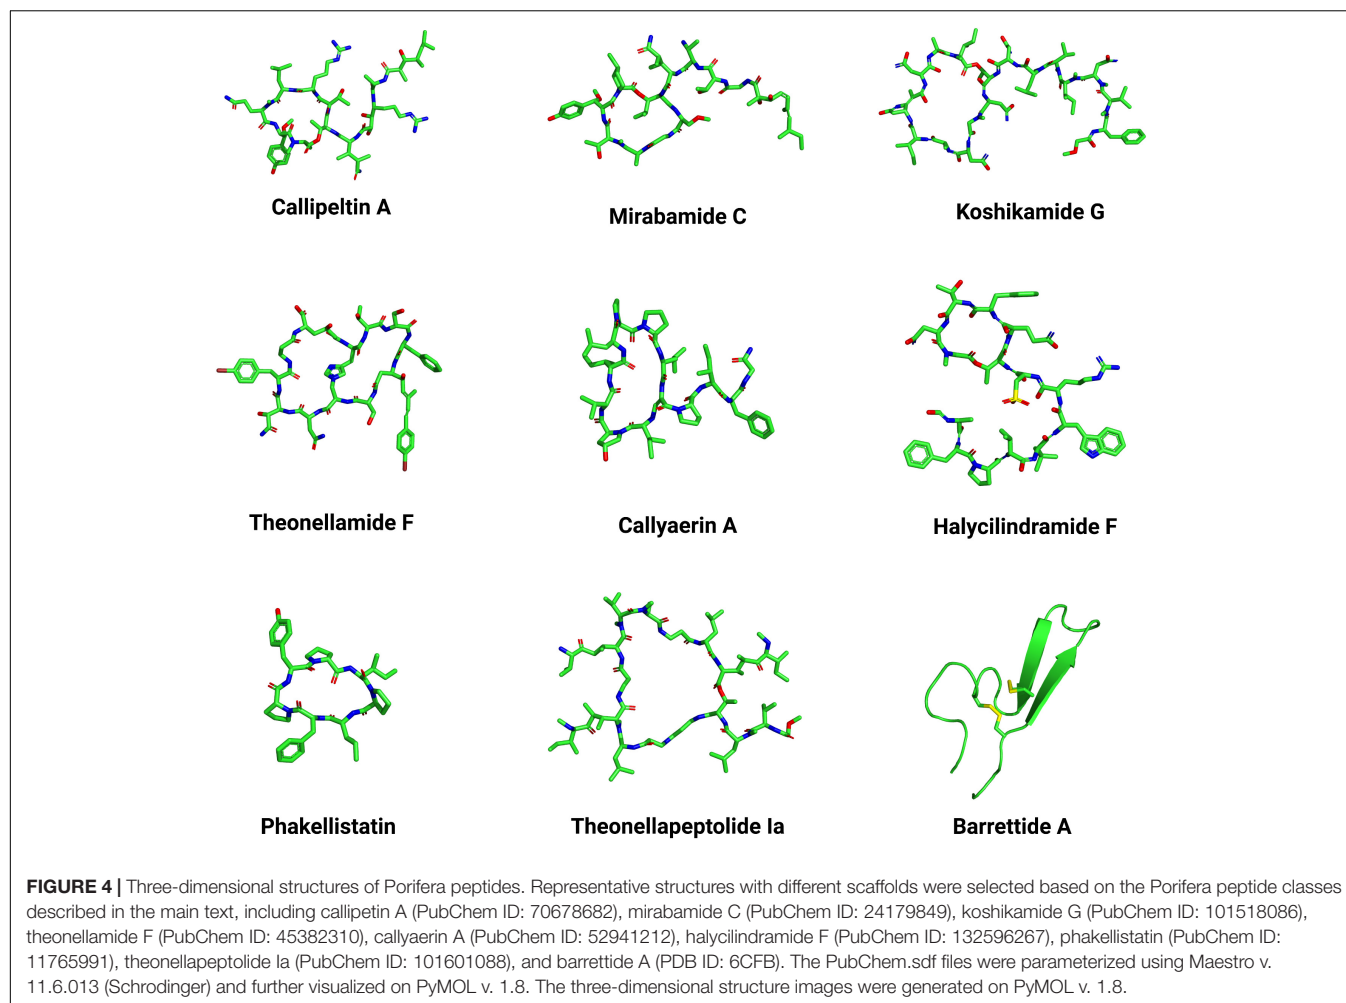 Callipeltin A
Mirabamide C
Koshikamide G
Theonellamide F
Callyaerin A
Halycilindramide F
Phakellistatin
Theonellapeptolide Ia
Barrettide A
FIGURE 4 | Three-dimensional structures of Porifera peptides. Representative structures with different scaffolds were selected based on the Porifera peptide classes
described in the main text, including callipetin A (PubChem ID: 70678682), mirabamide C (PubChem ID: 24179849), koshikamide G (PubChem ID: 101518086),
theonellamide F (PubChem ID: 45382310), callyaerin A (PubChem ID: 52941212), halycilindramide F (PubChem ID: 132596267), phakellistatin (PubChem ID:
11765991), theonellapeptolide Ia (PubChem ID: 101601088), and barrettide A (PDB ID: 6CFB). The PubChem.sdf files were parameterized using Maestro v.
11.6.013 (Schrodinger) and further visualized on PyMOL v. 1.8. The three-dimensional structure images were generated on PyMOL v. 1.8.